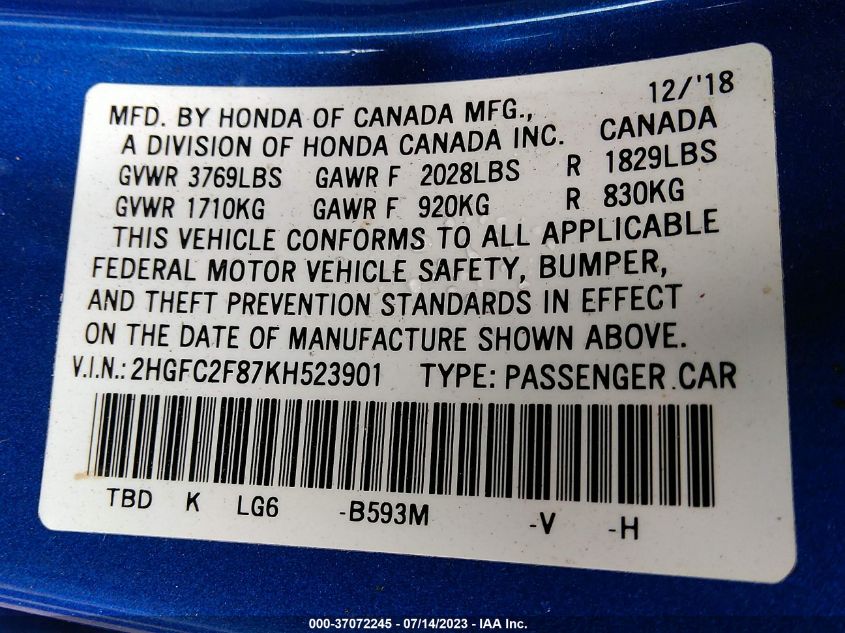 12/'18
MFD. BY HONDA OF CANADA MFG.,
A DIVISION OF HONDA CANADA INC. CANADA
GVWR 3769LBS GAWR F 2028LBS R 1829LBS
GVWR 1710KG GAWR F 920KG R 830KG
THIS VEHICLE CONFORMS TO ALL APPLICABLE
FEDERAL MOTOR VEHICLE SAFETY, BUMPER,
AND THEFT PREVENTION STANDARDS IN EFFECT
ON THE DATE OF MANUFACTURE SHOWN ABOVE.
V.I.N.: 2HGFC2F87KH523901 TYPE: PASSENGER CAR
TBD K LG6 -B593M -V -H
000-37072245 - 07/14/2023 - IAA Inc.